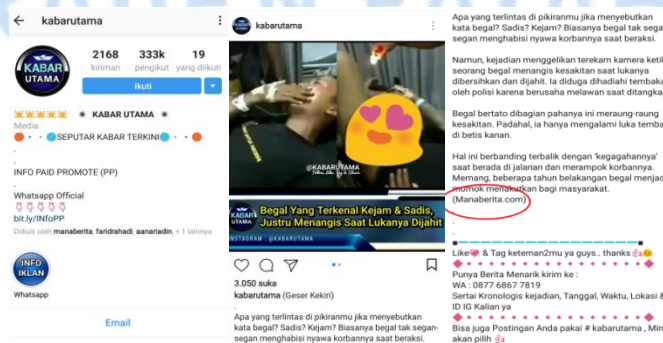 kabarutama
KABAR
UTAMA
2168
333k
19
kiriman
pengikut
yang diikuti
Ikuti
KABAR UTAMA
Media
SEPUTAR KABAR TERKINI
.
INFO PAID PROMOTE (PP)
.
Whatsapp Official
bit.ly/INfoPP
Diikuti oleh manaberita, faridrahadi, aanariadin, + 1 lainnya
INFO
IKLAN
Whatsapp
Email
kabarutama
@KABARUTAMA
KABAR
UTAMA
Begal Yang Terkenal Kejam & Sadis,
Justru Menangis Saat Lukanya Dijahit
INSTAGRAM : @KABARUTAMA
3.050 suka
kabarutama (Geser Kekiri)
.
Apa yang terlintas di pikiranmu jika menyebutkan
kata begal? Sadis? Kejam? Biasanya begal tak segan-
segan menghabisi nyawa korbannya saat beraksi.
Apa yang terlintas di pikiranmu jika menyebutkan
kata begal? Sadis? Kejam? Biasanya begal tak sega
segan menghabisi nyawa korbannya saat beraksi.
Namun, kejadian menggelikan terekam kamera ketik
seorang begal menangis kesakitan saat lukanya
dibersihkan dan dijahit. Ia diduga dihadiahi tembaka
oleh polisi karena berusaha melawan saat ditangkap
Begal bertato dibagian pahanya ini meraung-raung
kesakitan. Padahal, ia hanya mengalami luka temba
di betis kanan.
Hal ini berbanding terbalik dengan 'kegagahannya'
saat berada di jalanan dan merampok korbannya.
Memang, beberapa tahun belakangan begal menjad
momok menakutkan bagi masyarakat.
(Manaberita.com)
.
.
Like & Tag keteman2mu ya guys.. thanks
Punya Berita Menarik kirim ke :
WA : 0877 6867 7819
Sertai Kronologis kejadian, Tanggal, Waktu, Lokasi &
ID IG Kalian ya
Bisa juga Postingan Anda pakai # kabarutama , Min
akan pilih